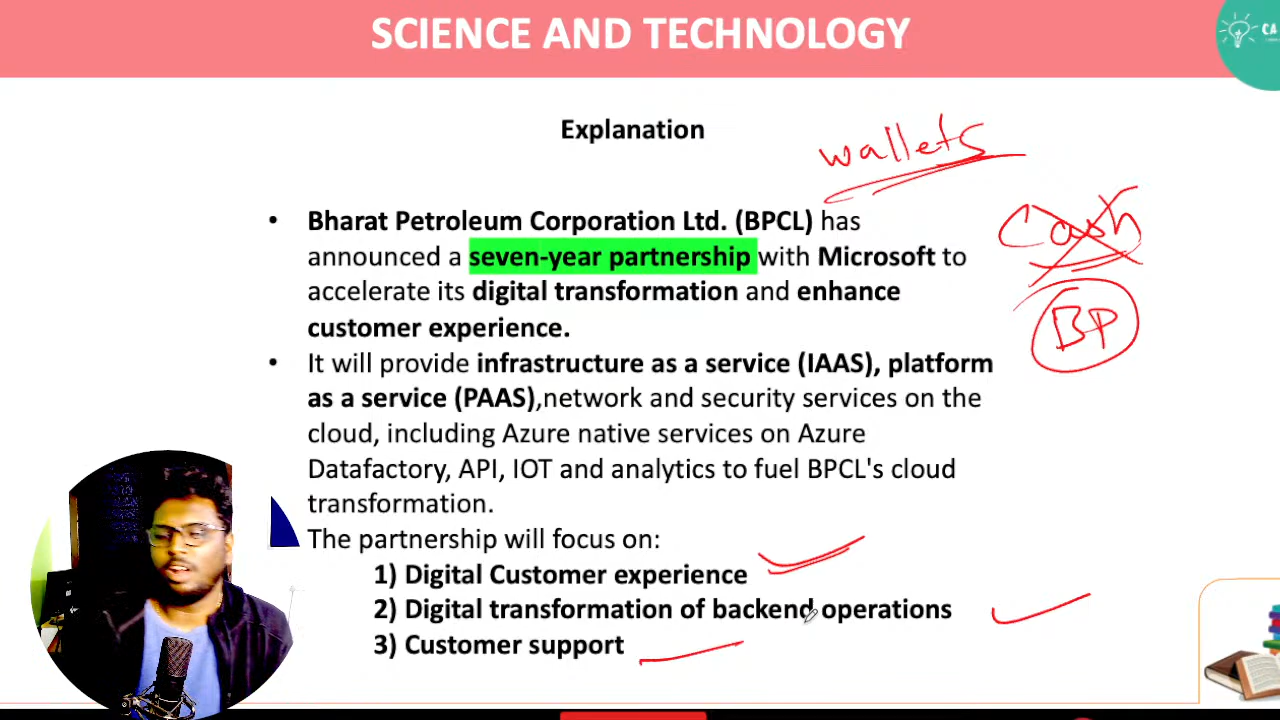 SCIENCE AND TECHNOLOGY
CA
Explanation
wallets
Cash
BP
• Bharat Petroleum Corporation Ltd. (BPCL) has
announced a seven-year partnership with Microsoft to
accelerate its digital transformation and enhance
customer experience.
• It will provide infrastructure as a service (IAAS), platform
as a service (PAAS),network and security services on the
cloud, including Azure native services on Azure
Datafactory, API, IOT and analytics to fuel BPCL's cloud
transformation.
The partnership will focus on:
1) Digital Customer experience
2) Digital transformation of backend operations
3) Customer support